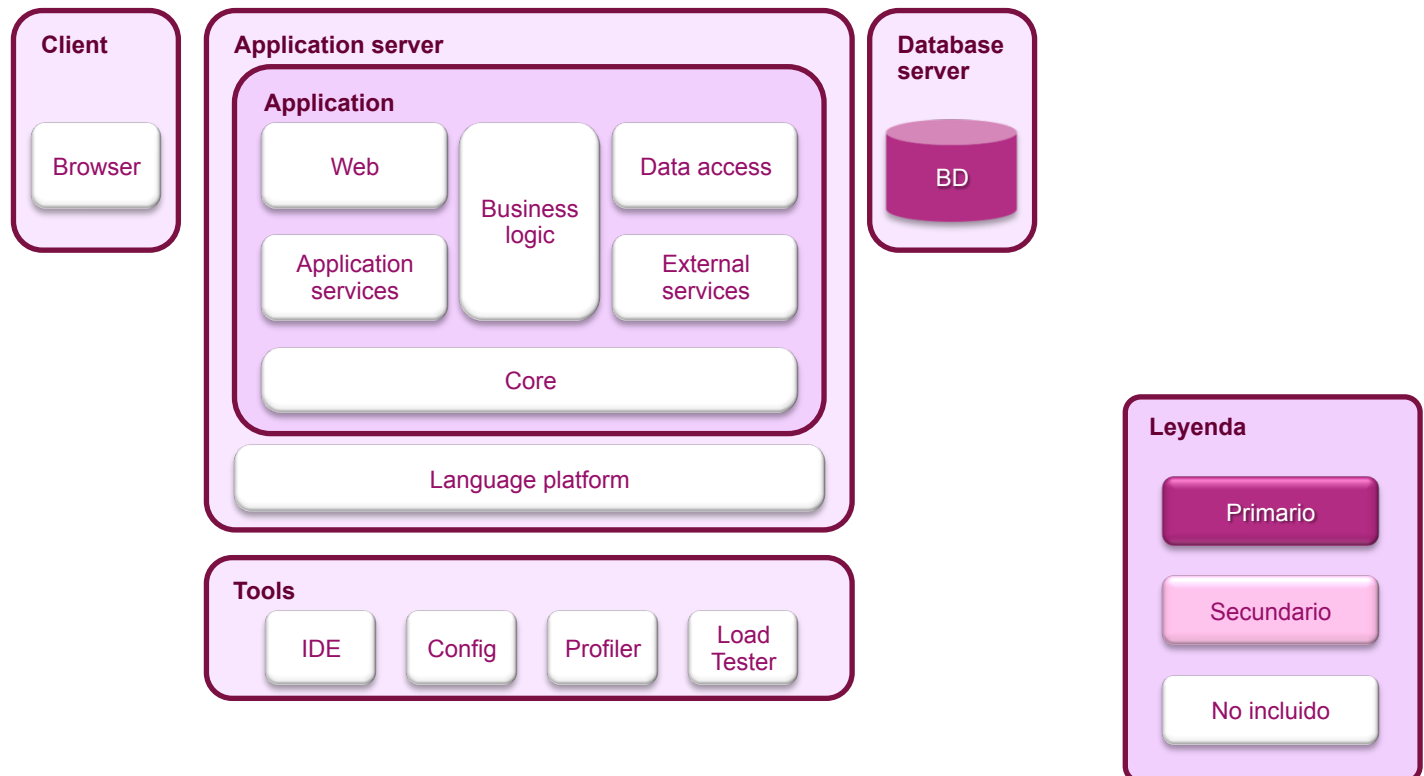 Client
Browser
Application server
Application
Web
Business
logic
Data access
Application
services
External
services
Core
Language platform
Database
server
BD
Tools
IDE
Config
Profiler
Load
Tester
Leyenda
Primario
Secundario
No incluido